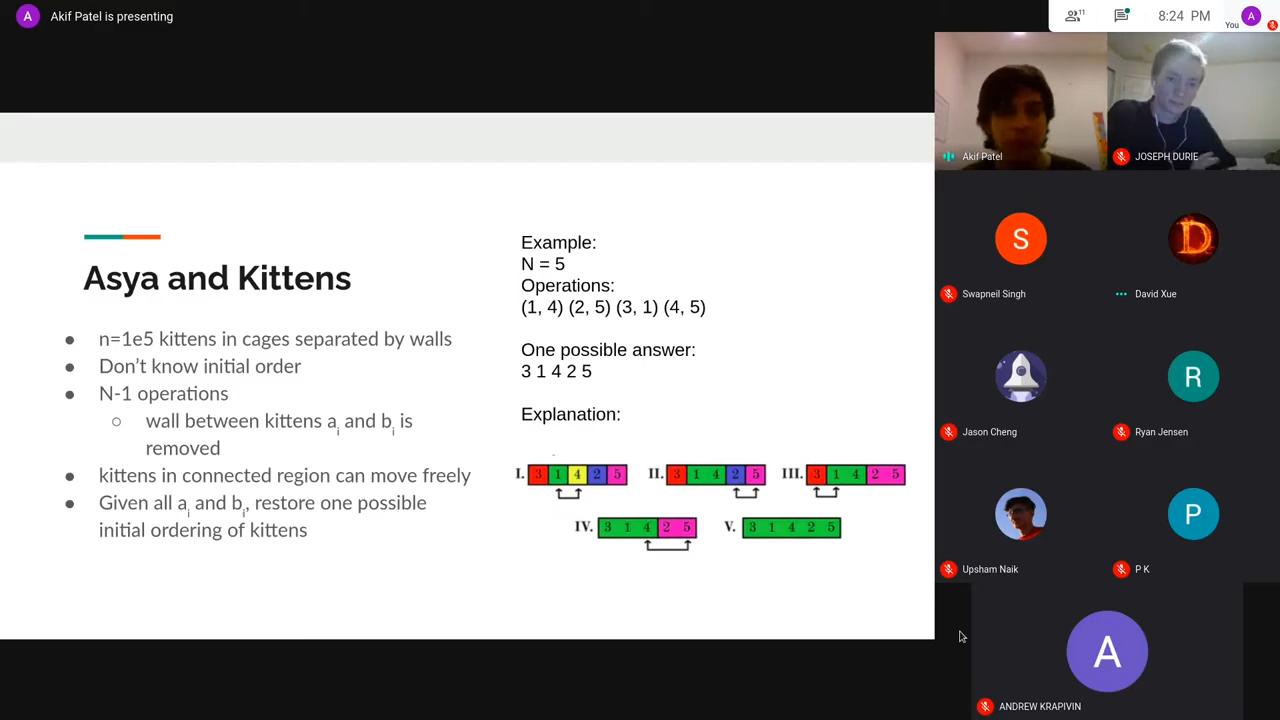 A Akif Patel is presenting
11
8:24 PM
You A
Asya and Kittens
● n=1e5 kittens in cages separated by walls
● Don't know initial order
● N-1 operations
○ wall between kittens ai and bi is
removed
● kittens in connected region can move freely
● Given all ai and bi, restore one possible
initial ordering of kittens
Example:
N = 5
Operations:
(1, 4) (2, 5) (3, 1) (4, 5)
One possible answer:
3 1 4 2 5
Explanation:
I. 3 1 4 2 5 II. 3 1 4 2 5 III. 3 1 4 2 5
IV. 3 1 4 2 5 V. 3 1 4 2 5
Akif Patel
JOSEPH DURIE
S
D
Swapneil Singh
David Xue
R
Jason Cheng
Ryan Jensen
P
Upsham Naik
P K
A
ANDREW KRAPIVIN